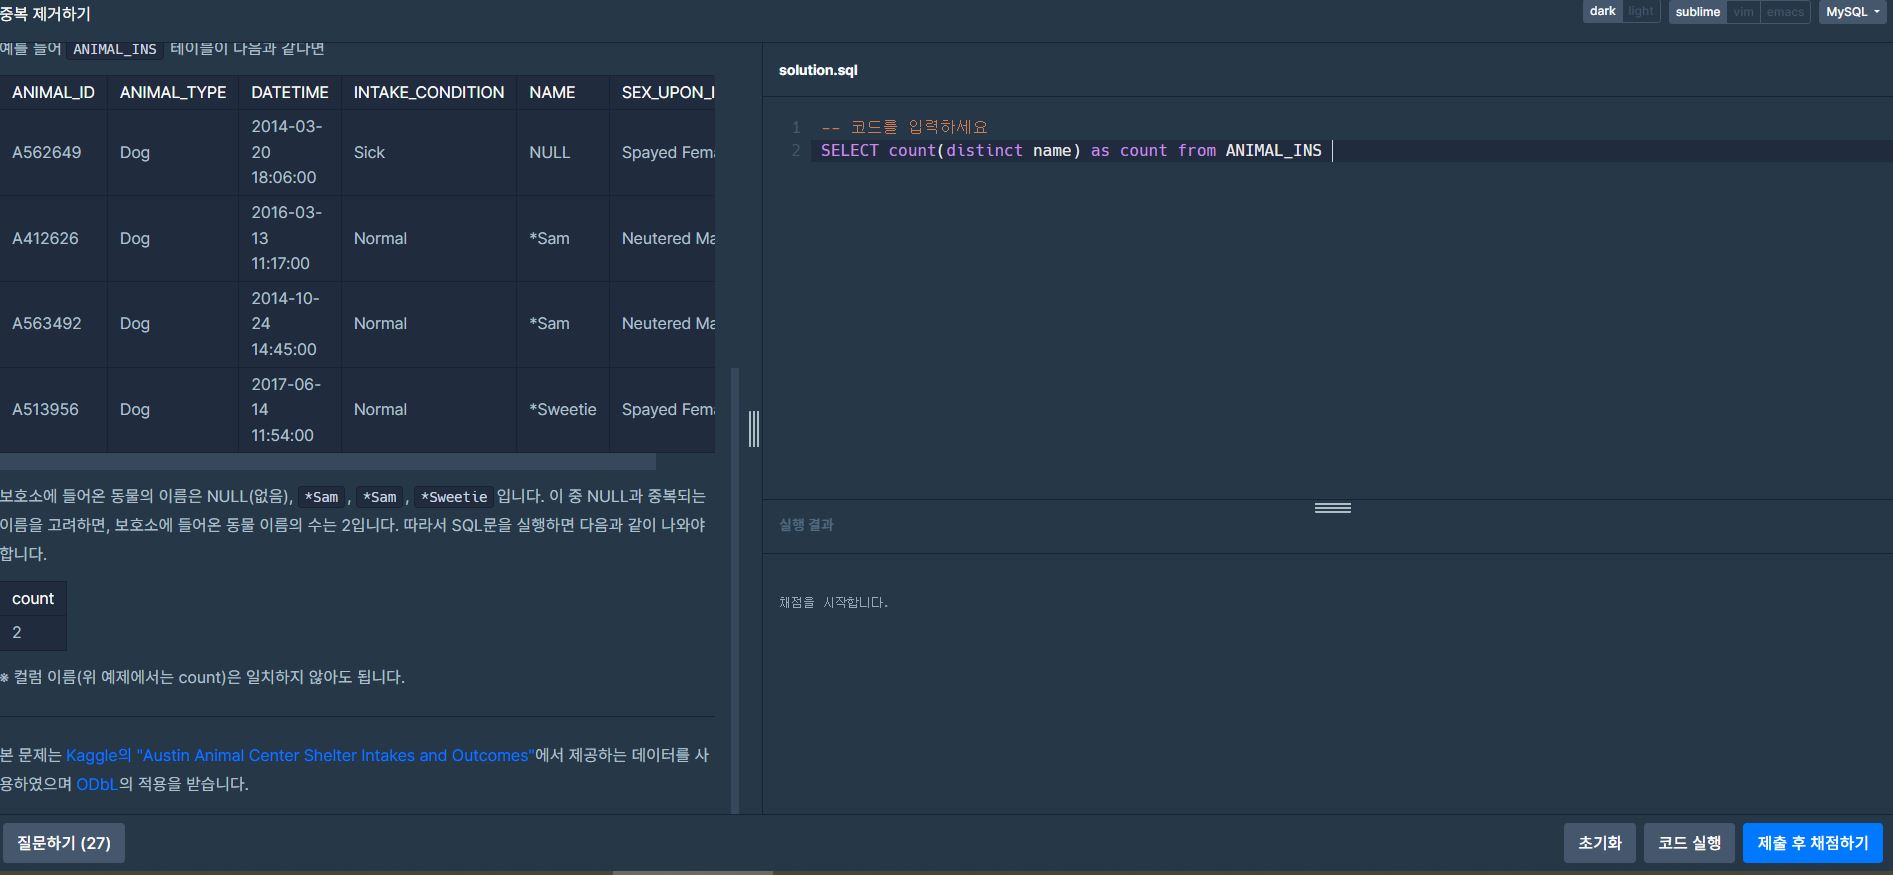 중복 제거하기
dark light sublime vim emacs MySQL
예를 들어 ANIMAL_INS 테이블이 다음과 같다면
ANIMAL_ID ANIMAL_TYPE DATETIME INTAKE_CONDITION NAME SEX_UPON_I
A562649 Dog 2014-03-20 18:06:00 Sick NULL Spayed Fema
A412626 Dog 2016-03-13 11:17:00 Normal *Sam Neutered Ma
A563492 Dog 2014-10-24 14:45:00 Normal *Sam Neutered Ma
A513956 Dog 2017-06-14 11:54:00 Normal *Sweetie Spayed Fema
보호소에 들어온 동물의 이름은 NULL(없음), *Sam, *Sam, *Sweetie입니다. 이 중 NULL과 중복되는
이름을 고려하면, 보호소에 들어온 동물 이름의 수는 2입니다. 따라서 SQL문을 실행하면 다음과 같이 나와야
합니다.
count
2
※ 컬럼 이름(위 예제에서는 count)은 일치하지 않아도 됩니다.
본 문제는 Kaggle의 "Austin Animal Center Shelter Intakes and Outcomes"에서 제공하는 데이터를 사
용하였으며 ODbL의 적용을 받습니다.
solution.sql
1 -- 코드를 입력하세요
2 SELECT count(distinct name) as count from ANIMAL_INS
실행 결과
채점을 시작합니다.
질문하기 (27)
초기화 코드 실행 제출 후 채점하기